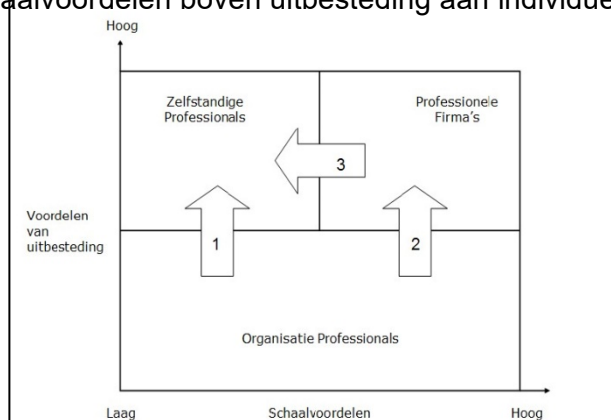 aalvoordelen boven uitbesteding aan individue
Hoog
Zelfstandige
Professionals
Professionele
Firma's
3
Voordelen
van
uitbesteding
1
2
Organisatie Professionals
Laag
Schaalvoordelen
Hoog